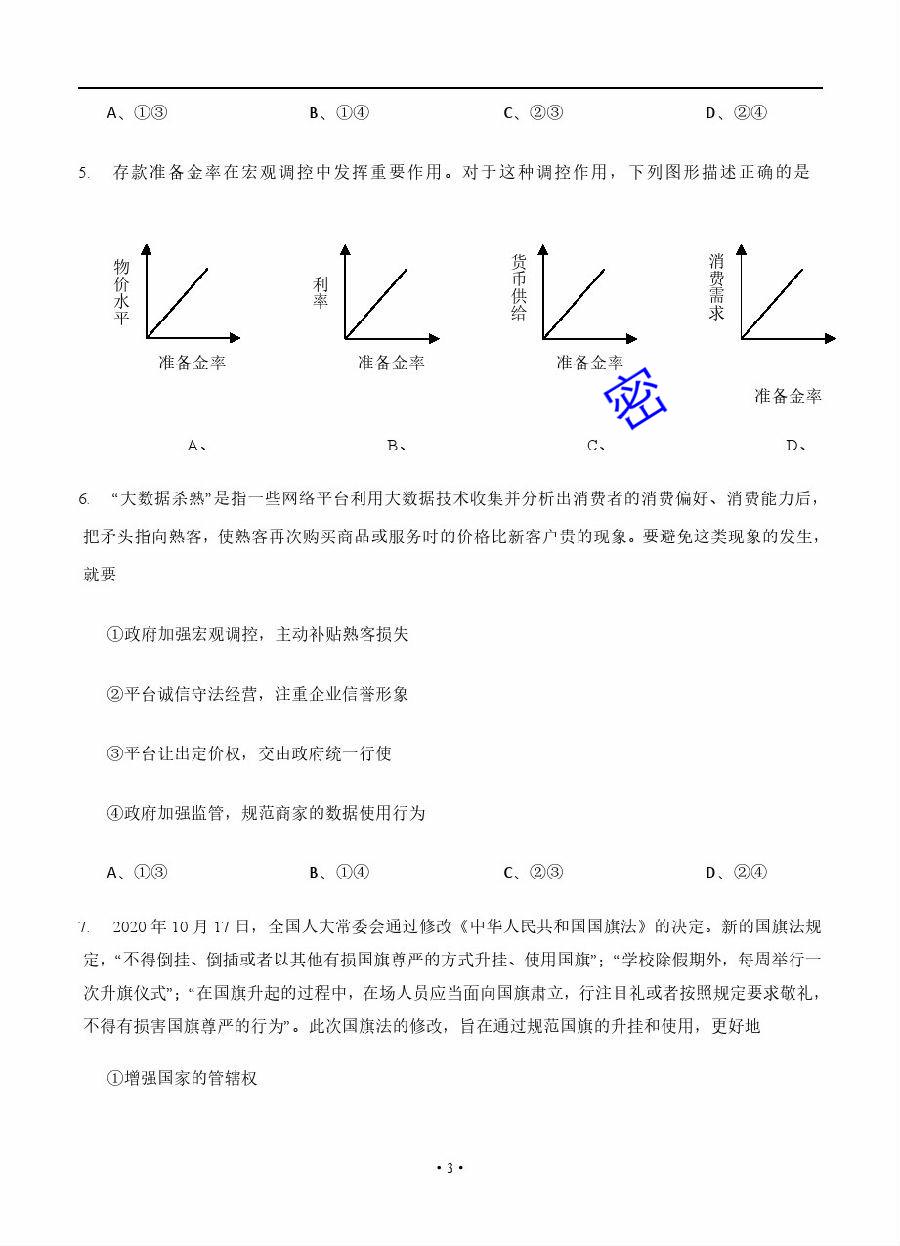 A、①③ B、①④ C、②③ D、②④
5. 存款准备金率在宏观调控中发挥重要作用。对于这种调控作用，下列图形描述正确的是
物价水平 利率 货币供给 消费需求
准备金率 准备金率 准备金率
准备金率
密
A、 B、 C、 D、
6. “大数据杀熟”是指一些网络平台利用大数据技术收集并分析出消费者的消费偏好、消费能力后，
把矛头指向熟客，使熟客再次购买商品或服务时的价格比新客户贵的现象。要避免这类现象的发生，
就要
①政府加强宏观调控，主动补贴熟客损失
②平台诚信守法经营，注重企业信誉形象
③平台让出定价权，交由政府统一行使
④政府加强监管，规范商家的数据使用行为
A、①③ B、①④ C、②③ D、②④
7. 2020 年 10 月 17 日，全国人大常委会通过修改《中华人民共和国国旗法》的决定。新的国旗法规
定，“不得倒挂、倒插或者以其他有损国旗尊严的方式升挂、使用国旗”；“学校除假期外，每周举行一
次升旗仪式”；“在国旗升起的过程中，在场人员应当面向国旗肃立，行注目礼或者按照规定要求敬礼，
不得有损害国旗尊严的行为”。此次国旗法的修改，旨在通过规范国旗的升挂和使用，更好地
①增强国家的管辖权
• 3 •